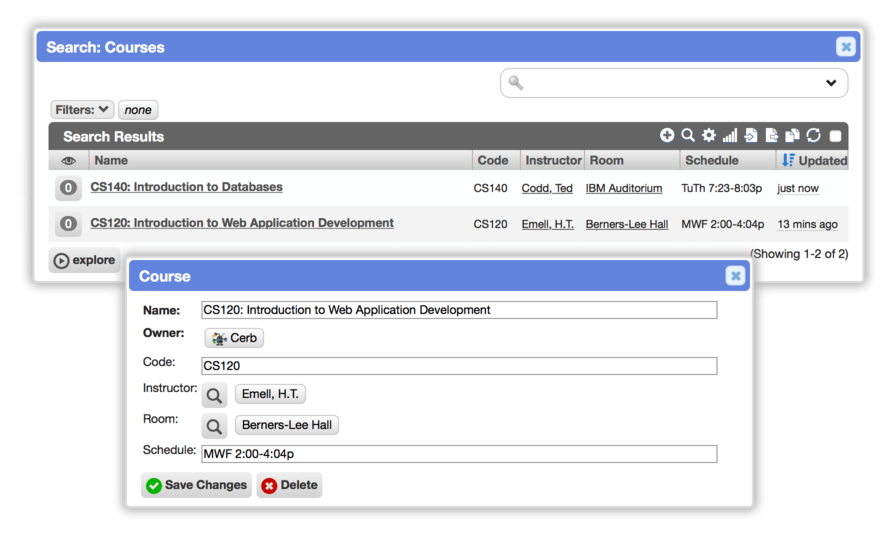 Search: Courses
Filters: none
Search Results
Name Code Instructor Room Schedule Updated
0 CS140: Introduction to Databases CS140 Codd, Ted IBM Auditorium TuTh 7:23-8:03p just now
0 CS120: Introduction to Web Application Development CS120 Emell, H.T. Berners-Lee Hall MWF 2:00-4:04p 13 mins ago
explore (Showing 1-2 of 2)
Course
Name: CS120: Introduction to Web Application Development
Owner: Cerb
Code: CS120
Instructor: Emell, H.T.
Room: Berners-Lee Hall
Schedule: MWF 2:00-4:04p
Save Changes Delete